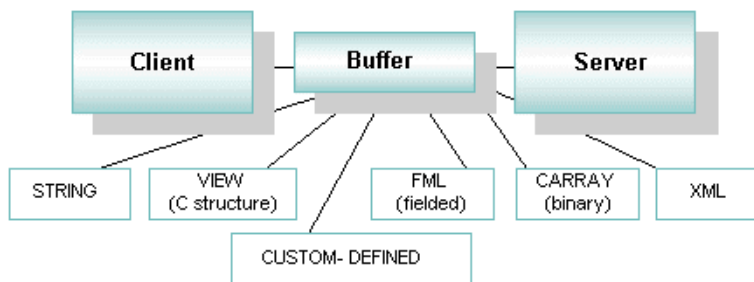 Client
Buffer
Server
STRING
VIEW
(C structure)
FML
(fielded)
CARRAY
(binary)
XML
CUSTOM- DEFINED